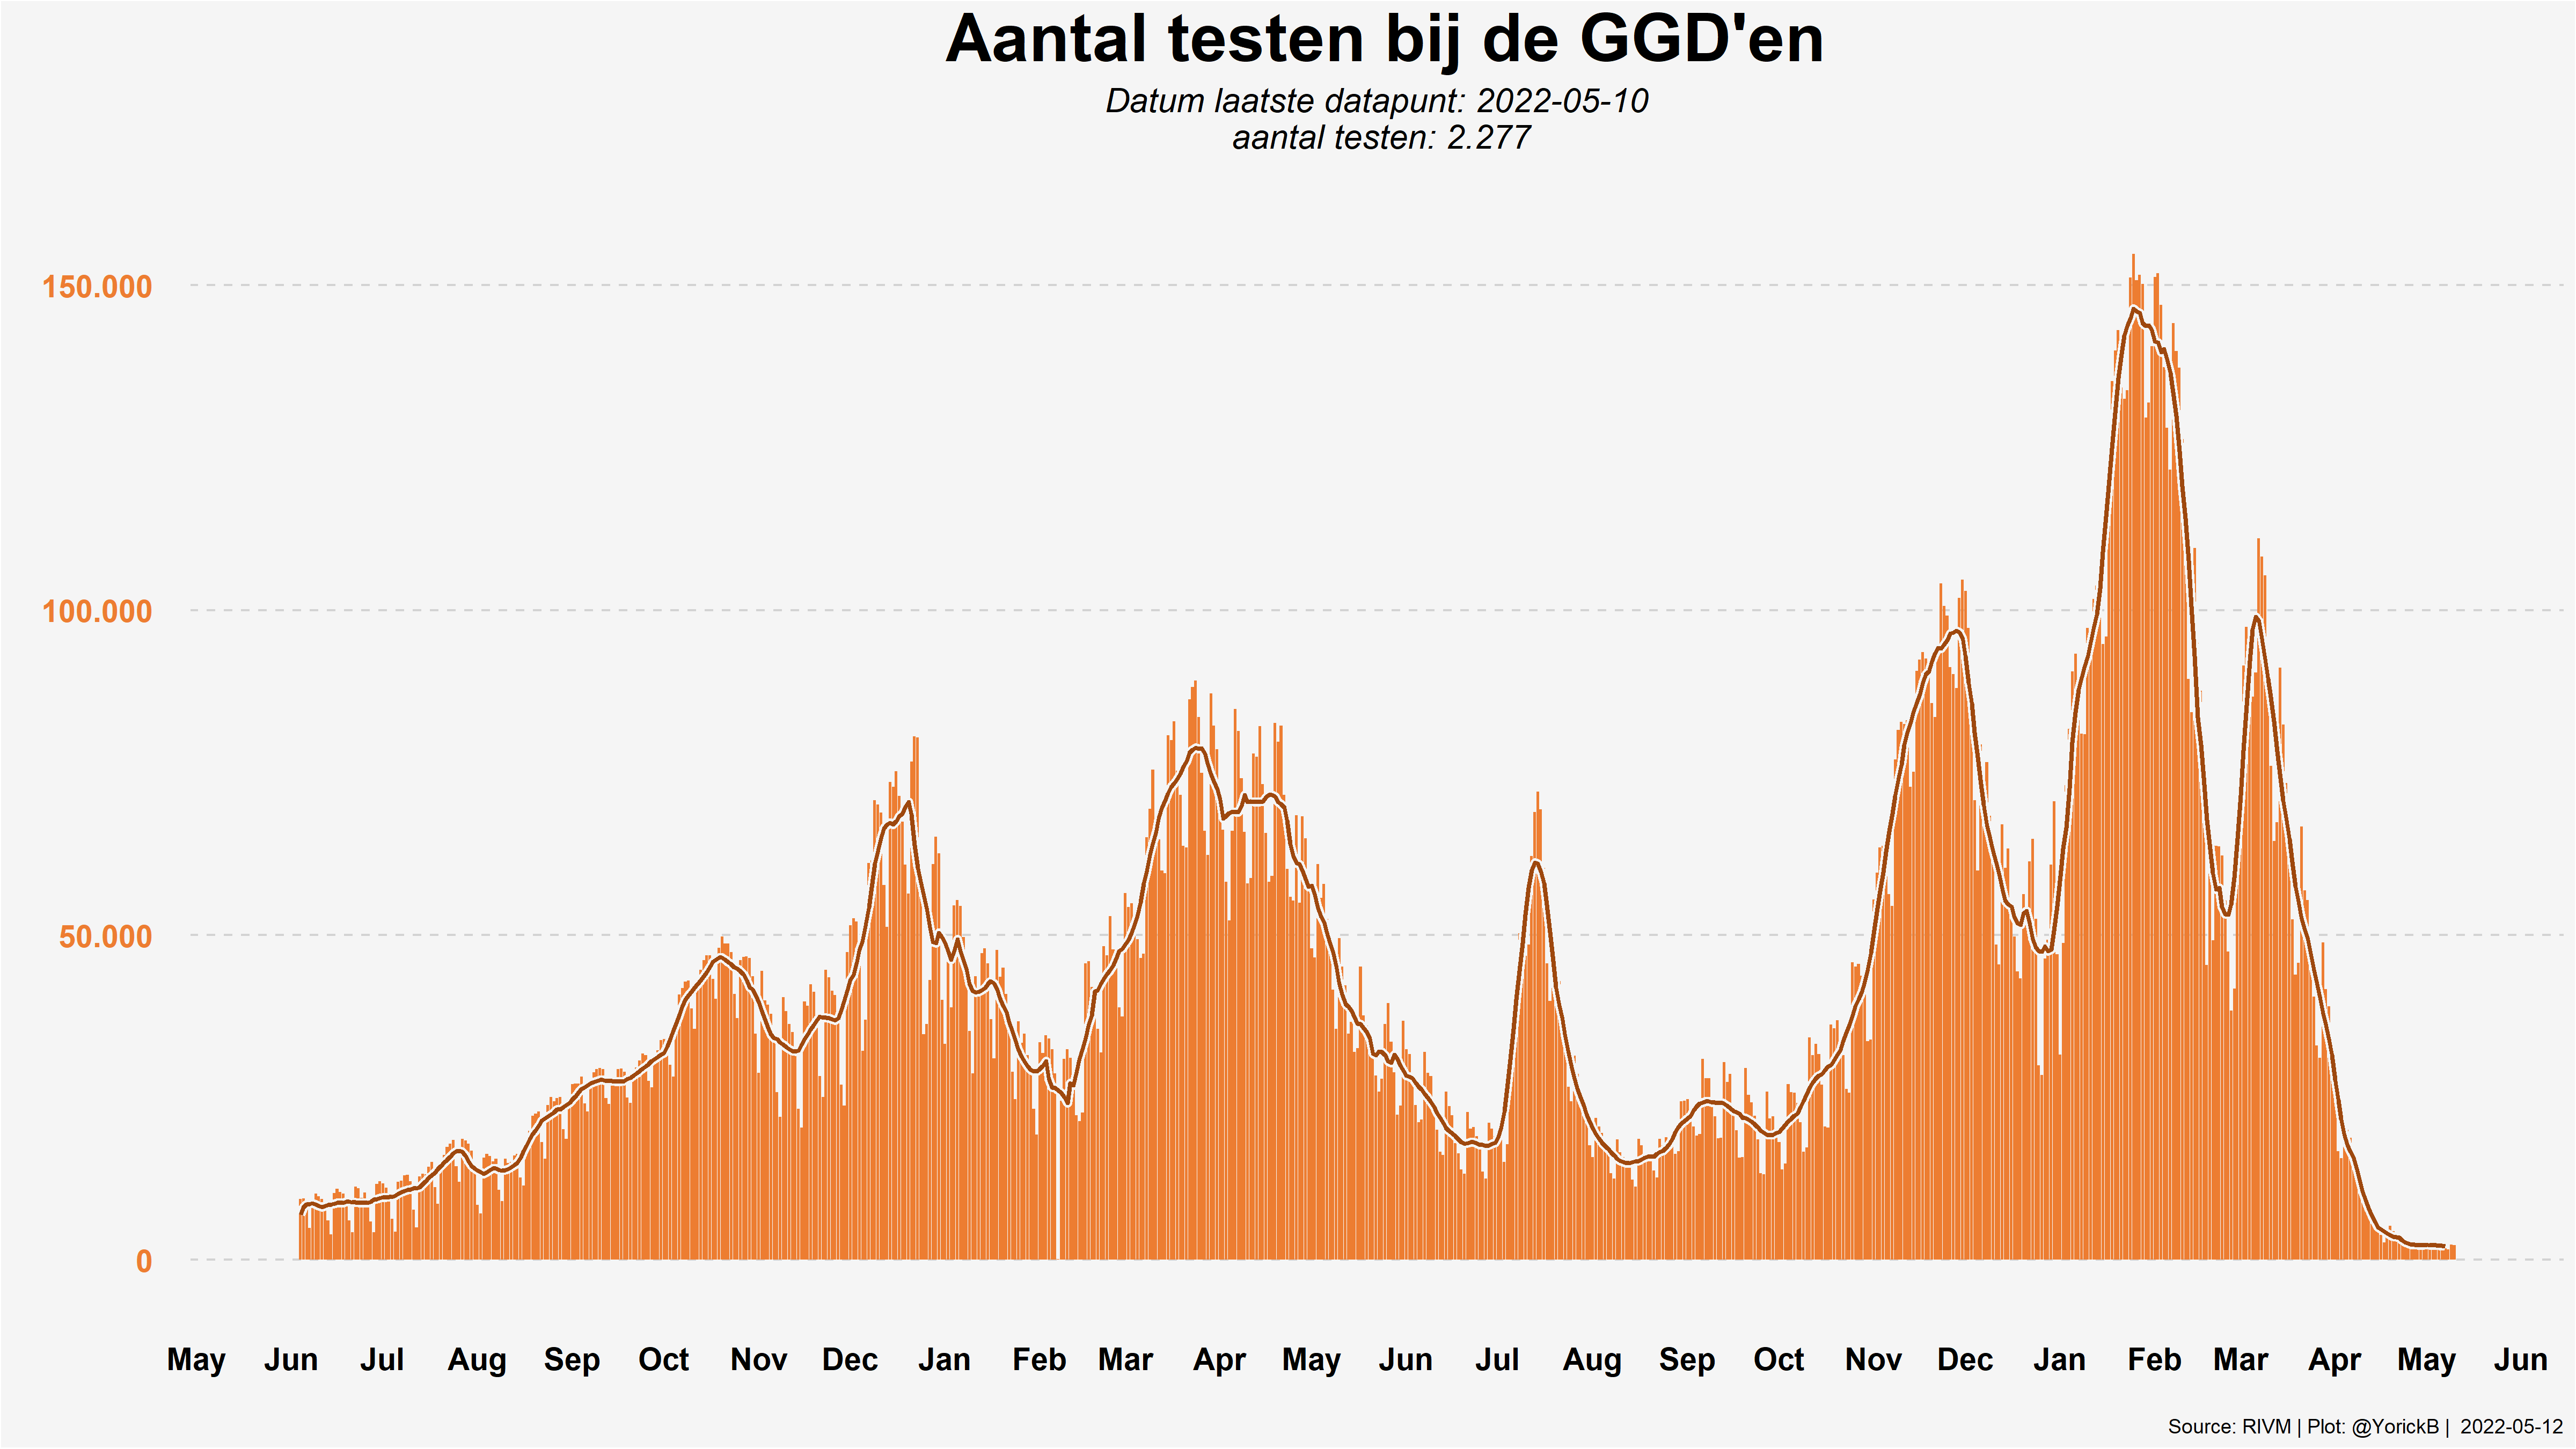 Aantal testen bij de GGD'en
Datum laatste datapunt: 2022-05-10
aantal testen: 2.277
150.000
100.000
50.000
0
May Jun Jul Aug Sep Oct Nov Dec Jan Feb Mar Apr May Jun Jul Aug Sep Oct Nov Dec Jan Feb Mar Apr May Jun
Source: RIVM | Plot: @YorickB | 2022-05-12